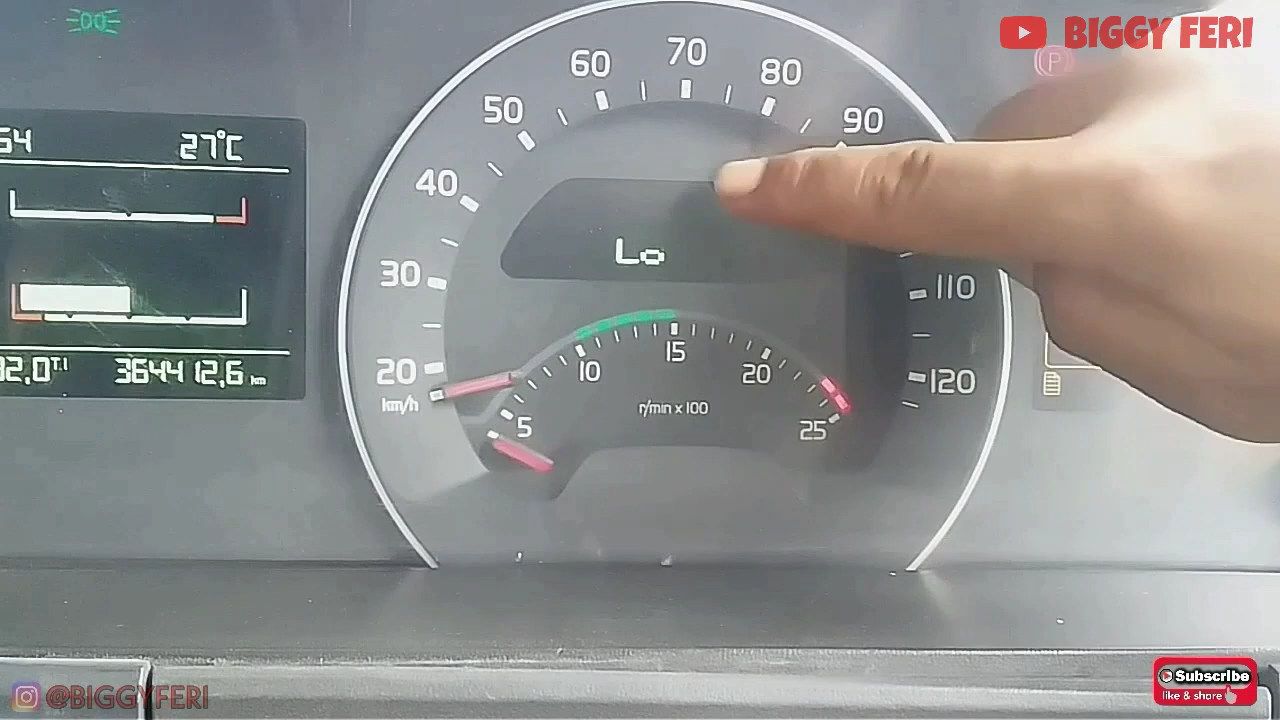 BIGGY FERI
27°C
Lo
20
30
40
50
60
70
80
90
110
120
km/h
5
10
15
20
25
r/min x 100
364412,6 km
@BIGGYFERI
Subscribe
like & share